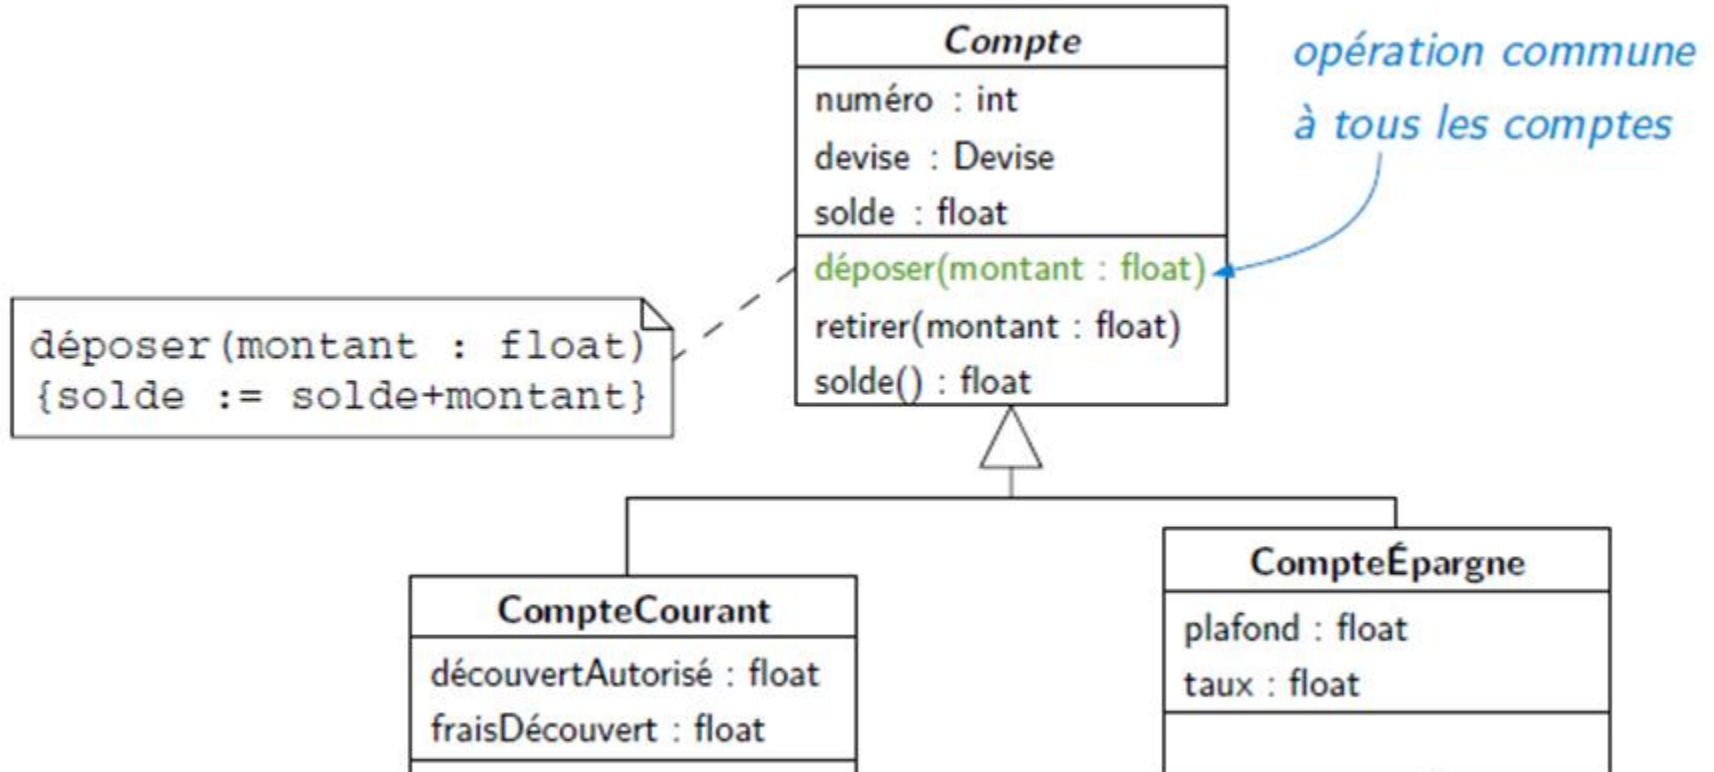 Compte
numéro : int
devise : Devise
solde : float
déposer(montant : float)
retirer(montant : float)
solde() : float
opération commune
à tous les comptes
déposer(montant : float)
{solde := solde+montant}
CompteCourant
découvertAutorisé : float
fraisDécouvert : float
CompteÉpargne
plafond : float
taux : float